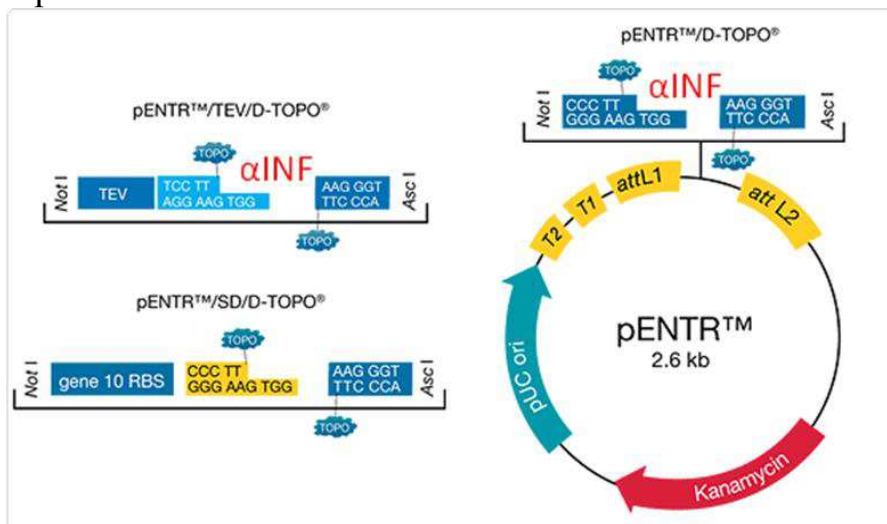 pENTR™/TEV/D-TOPO®
TOPO
αINF
Not I
TEV
TCC TT
AGG AAG TGG
AAG GGT
TTC CCA
Asc I
TOPO
pENTR™/SD/D-TOPO®
TOPO
Not I
gene 10 RBS
CCC TT
GGG AAG TGG
AAG GGT
TTC CCA
Asc I
TOPO
pENTR™/D-TOPO®
TOPO
αINF
Not I
CCC TT
GGG AAG TGG
AAG GGT
TTC CCA
Asc I
TOPO
T2
T1
attL1
att L2
pUC ori
pENTR™
2.6 kb
Kanamycin